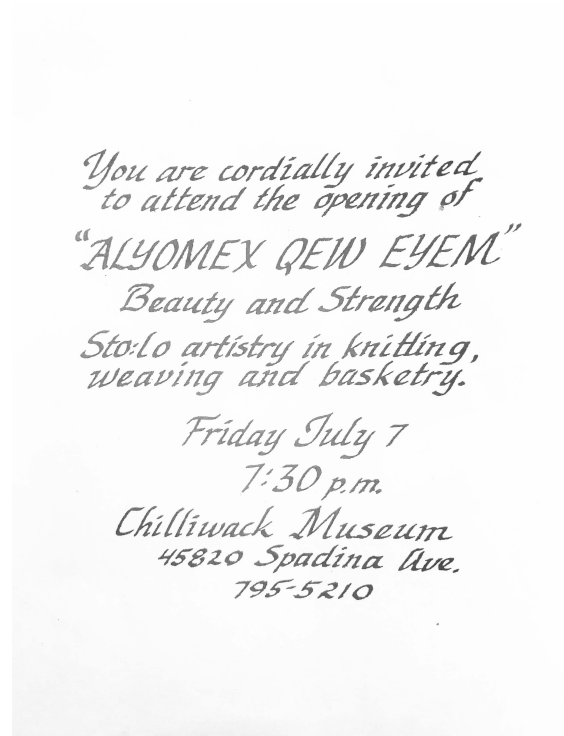 You are cordially invited
to attend the opening of
"ALYOMEX QEW EYEM"
Beauty and Strength
Sto:lo artistry in knitting,
weaving and basketry.
Friday July 7
7:30 p.m.
Chilliwack Museum
45820 Spadina Ave.
795-5210